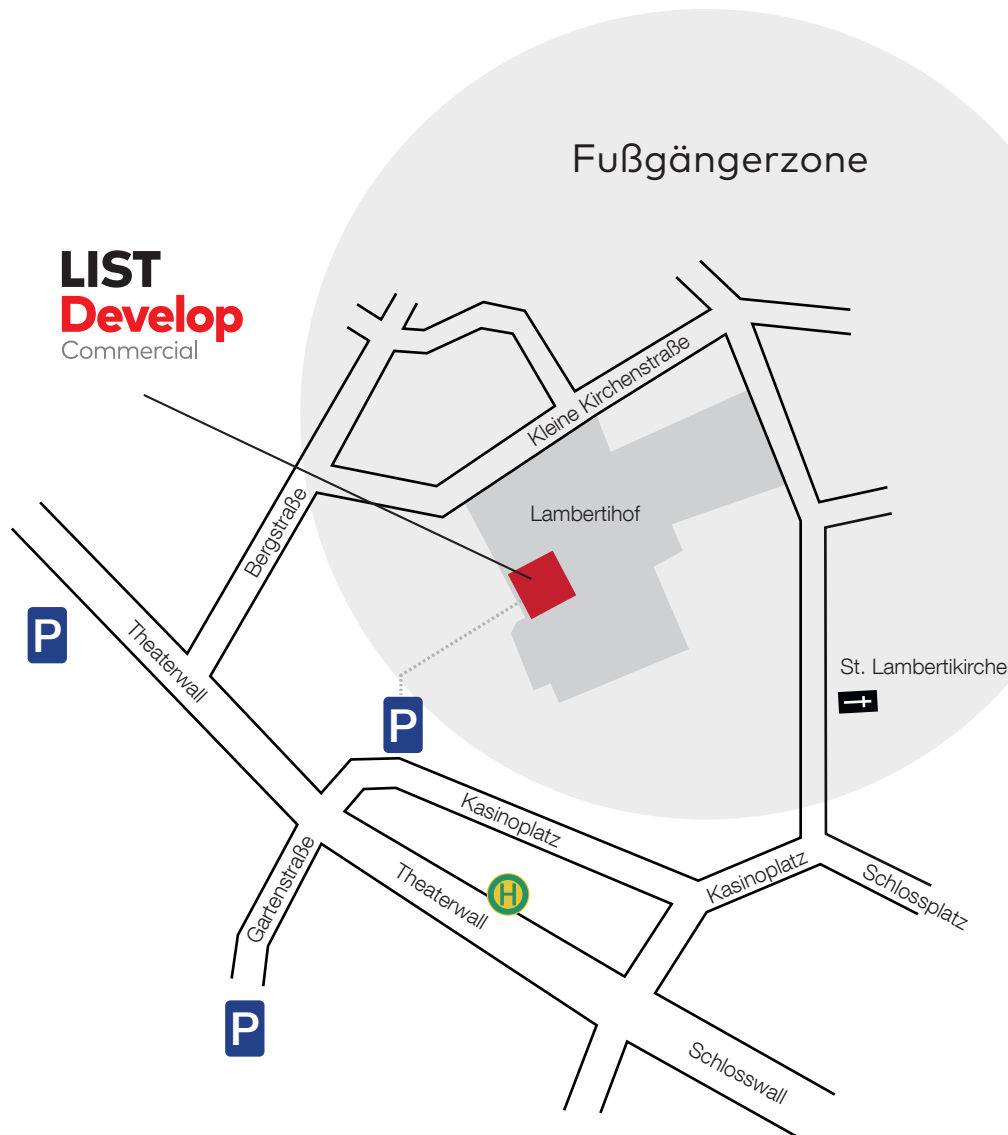 Fußgängerzone
LIST
Develop
Commercial
Kleine Kirchenstraße
Lambertihof
Bergstraße
P
Theaterwall
St. Lambertikirche
P
Kasinoplatz
Gartenstraße
Theaterwall
H
Kasinoplatz
Schlossplatz
P
Schlosswall